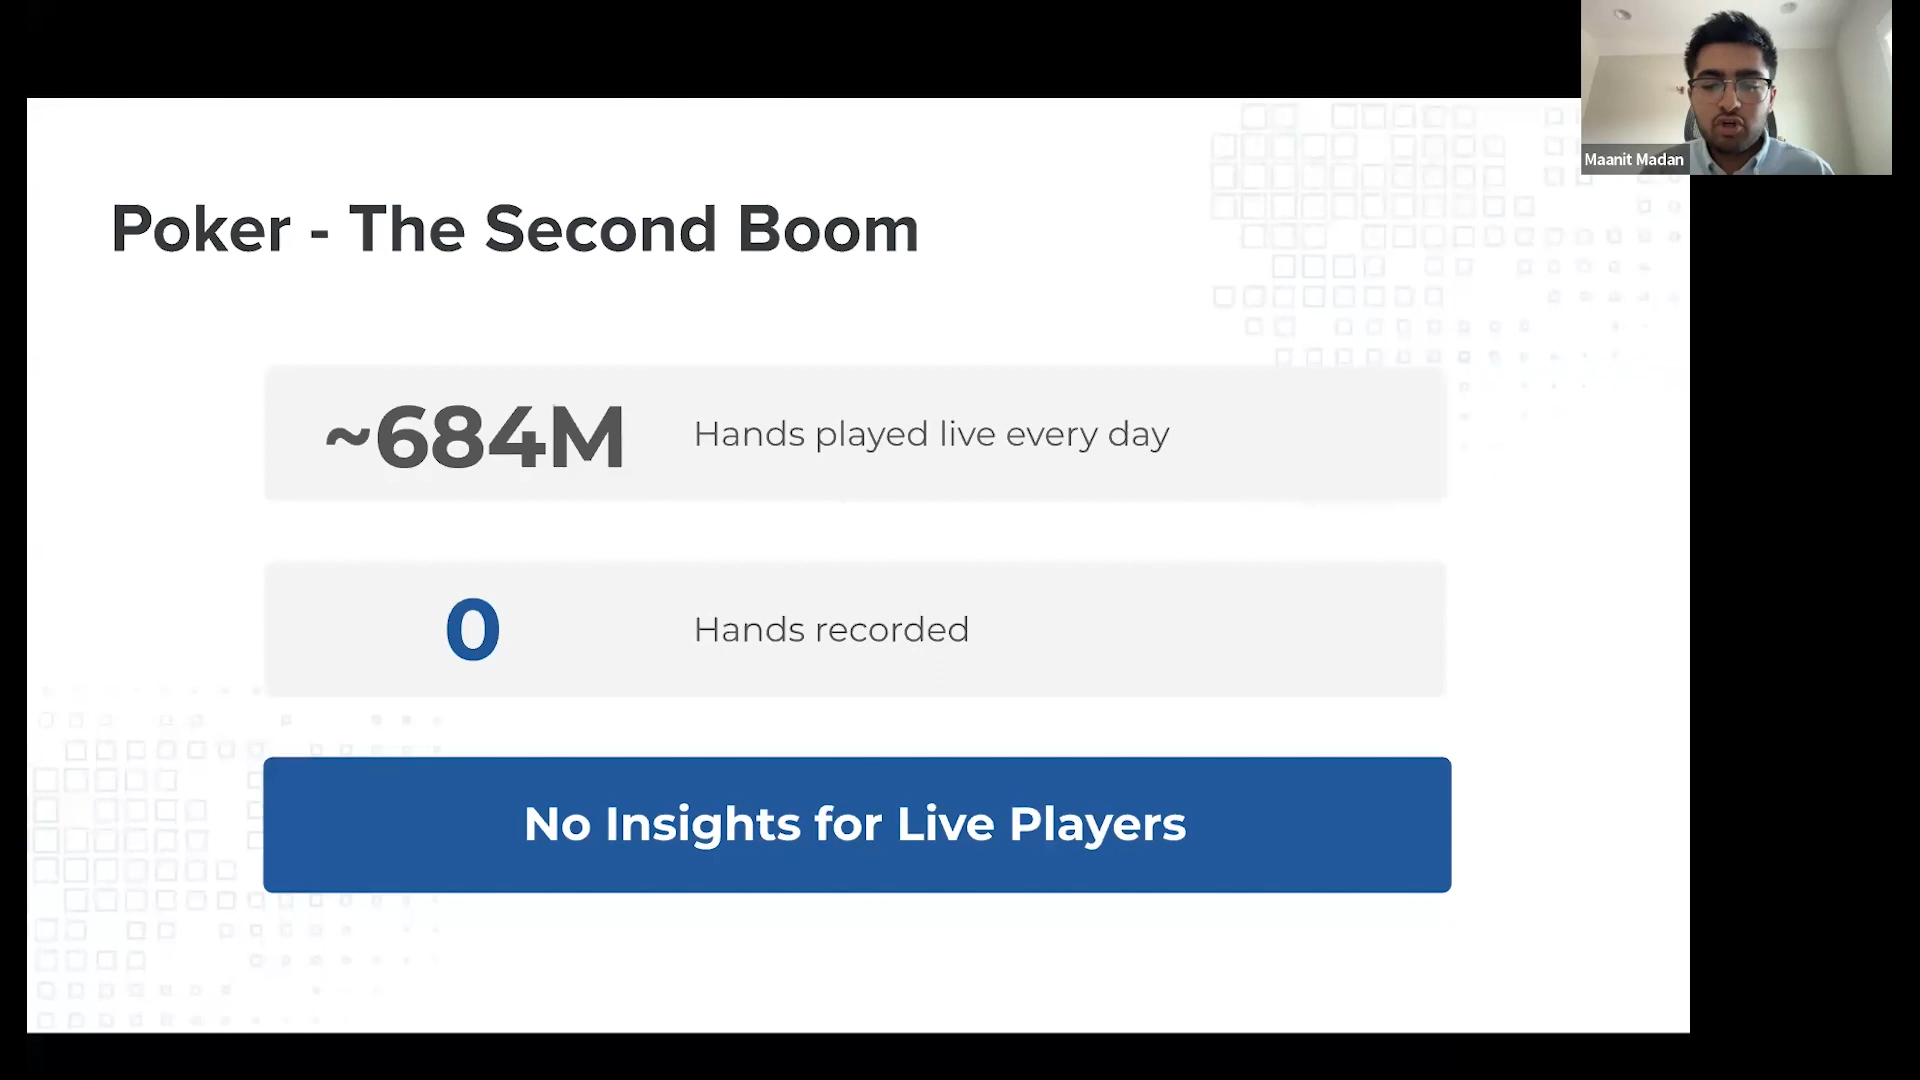 Maanit Madan
Poker - The Second Boom
~684M Hands played live every day
0 Hands recorded
No Insights for Live Players